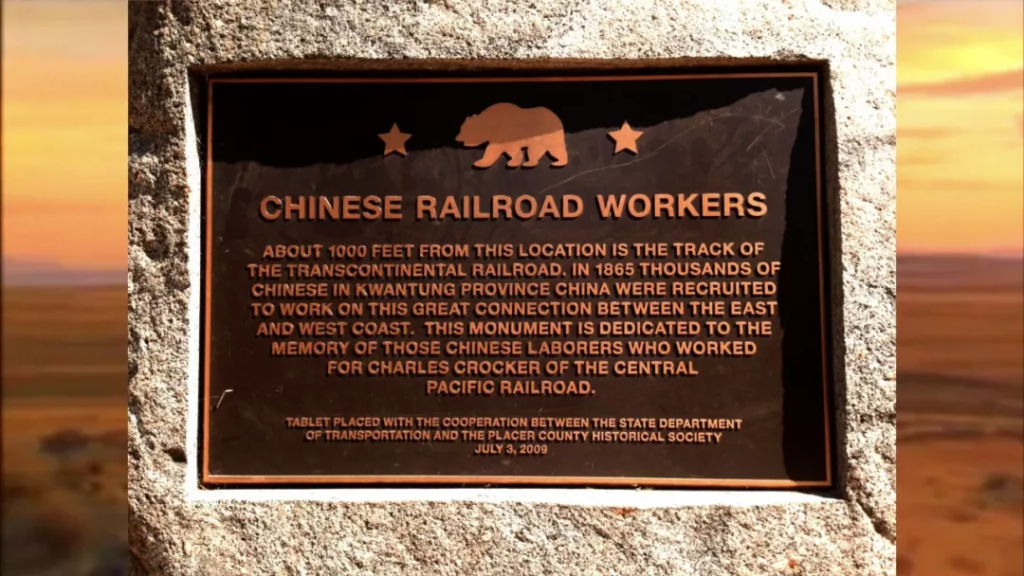 CHINESE RAILROAD WORKERS
ABOUT 1000 FEET FROM THIS LOCATION IS THE TRACK OF
THE TRANSCONTINENTAL RAILROAD. IN 1865 THOUSANDS OF
CHINESE IN KWANTUNG PROVINCE CHINA WERE RECRUITED
TO WORK ON THIS GREAT CONNECTION BETWEEN THE EAST
AND WEST COAST. THIS MONUMENT IS DEDICATED TO THE
MEMORY OF THOSE CHINESE LABORERS WHO WORKED
FOR CHARLES CROCKER OF THE CENTRAL
PACIFIC RAILROAD.
TABLET PLACED WITH THE COOPERATION BETWEEN THE STATE DEPARTMENT
OF TRANSPORTATION AND THE PLACER COUNTY HISTORICAL SOCIETY
JULY 3, 2009